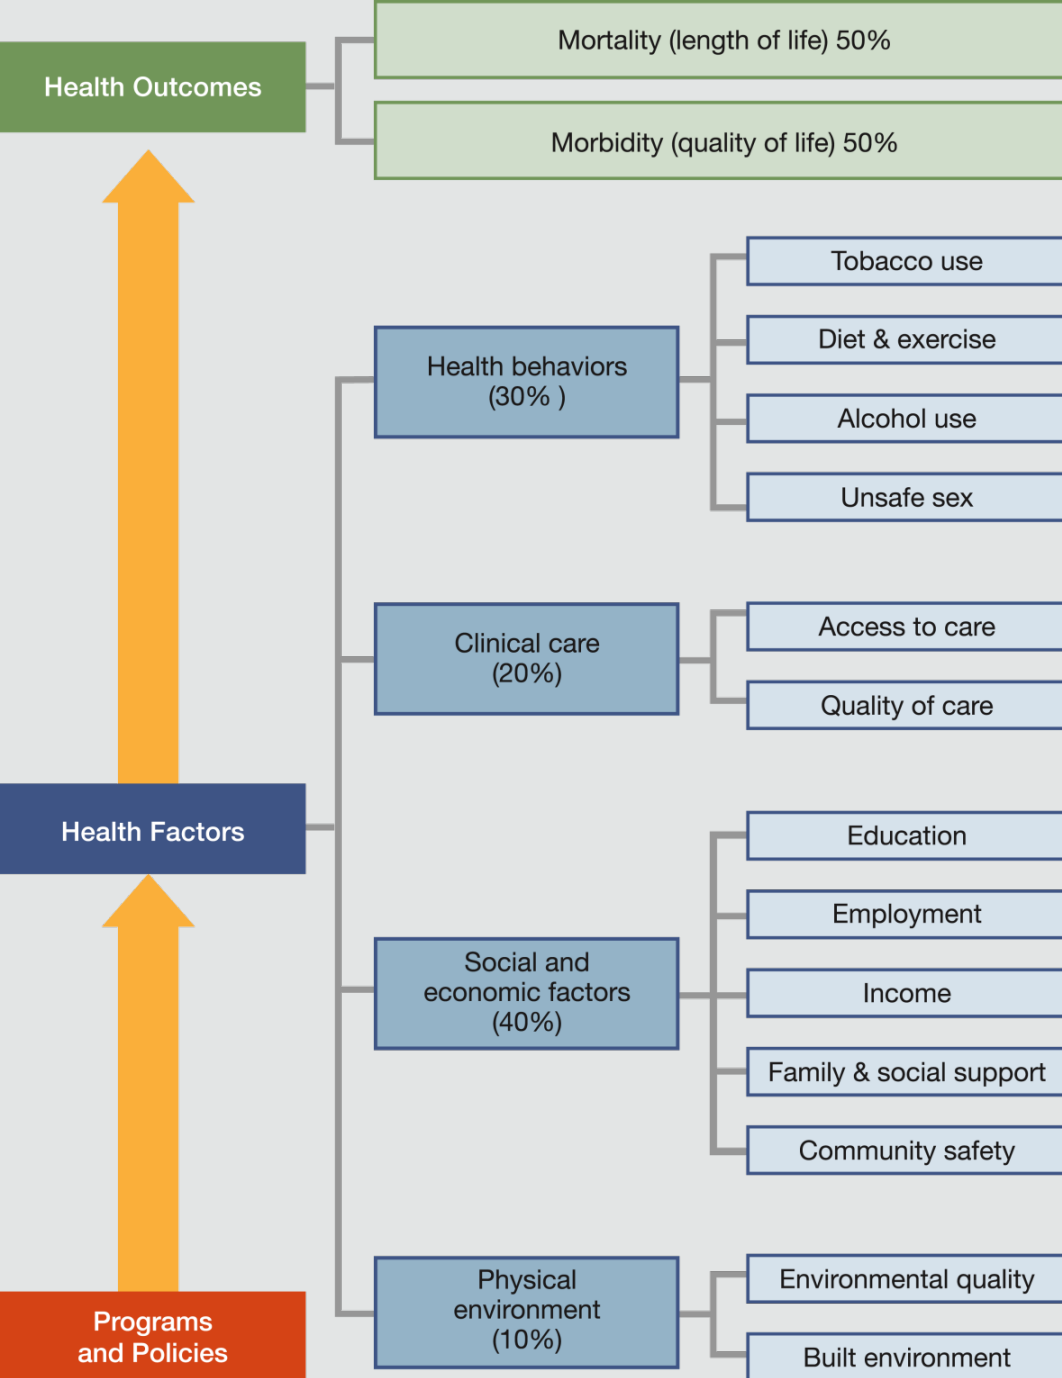 Health Outcomes
Mortality (length of life) 50%
Morbidity (quality of life) 50%
Tobacco use
Diet & exercise
Alcohol use
Unsafe sex
Health behaviors
(30% )
Clinical care
(20%)
Access to care
Quality of care
Health Factors
Education
Employment
Income
Family & social support
Community safety
Social and
economic factors
(40%)
Physical
environment
(10%)
Environmental quality
Built environment
Programs
and Policies